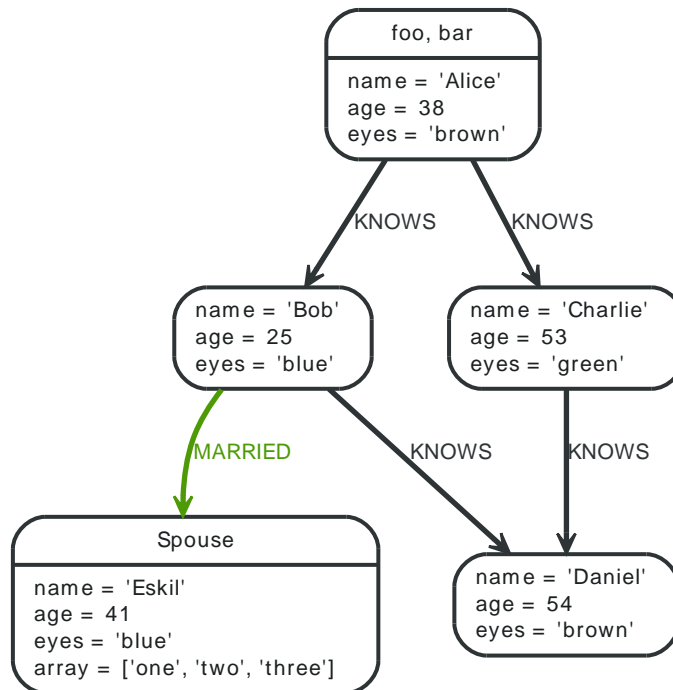 foo, bar
name = 'Alice'
age = 38
eyes = 'brown'
KNOWS
KNOWS
name = 'Bob'
age = 25
eyes = 'blue'
name = 'Charlie'
age = 53
eyes = 'green'
MARRIED
KNOWS
KNOWS
Spouse
name = 'Eskil'
age = 41
eyes = 'blue'
array = ['one', 'two', 'three']
name = 'Daniel'
age = 54
eyes = 'brown'